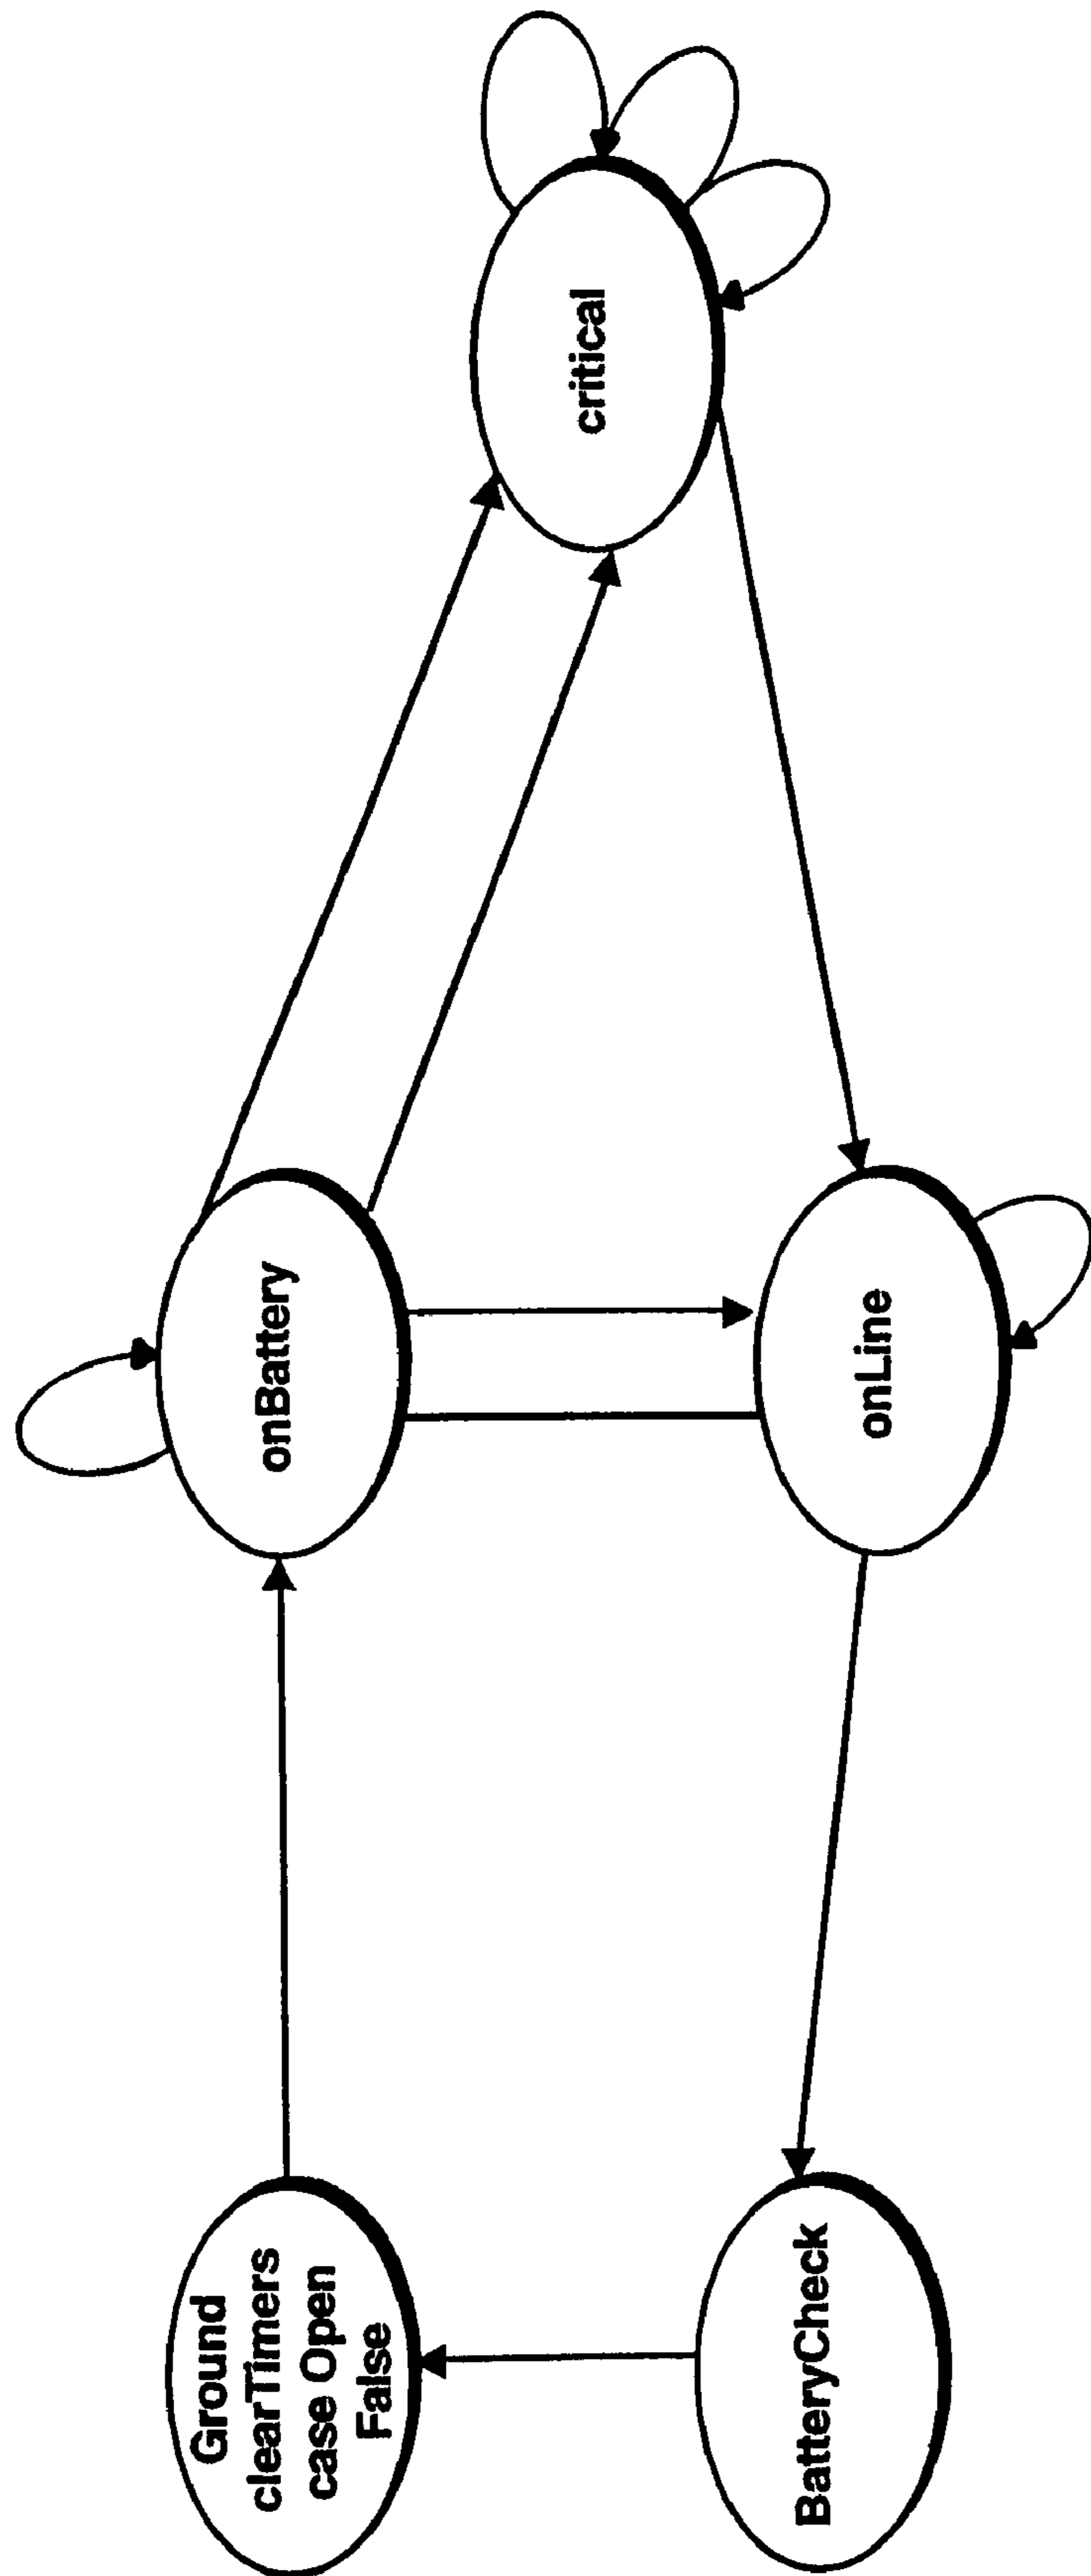 Ground
clearTimers
case Open
False
onBattery
critical
BatteryCheck
onLine